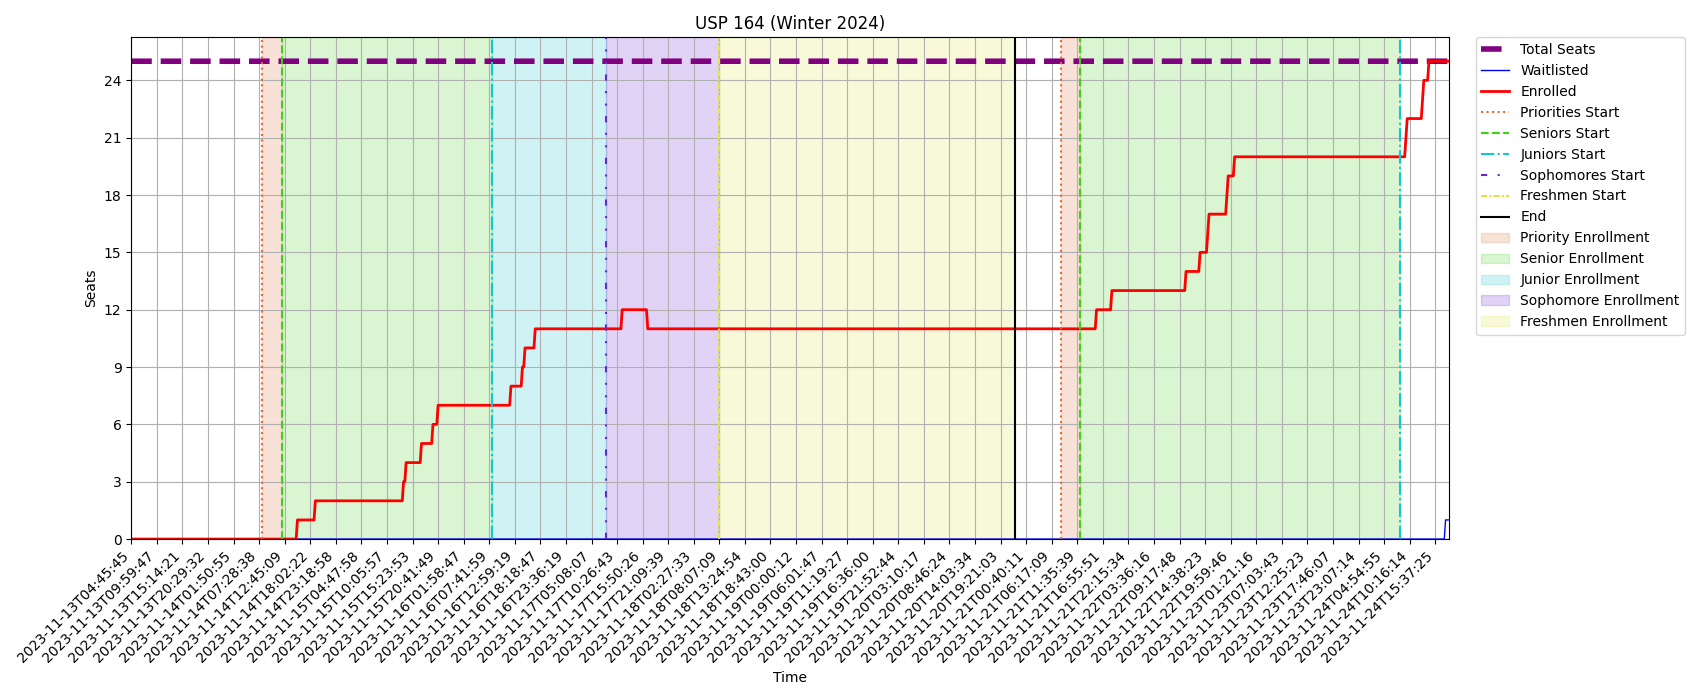 USP 164 (Winter 2024)
Seats
24
21
18
15
12
9
6
3
0
2023-11-13T04:45:45
2023-11-13T09:59:47
2023-11-13T15:14:21
2023-11-13T20:29:32
2023-11-14T01:50:55
2023-11-14T07:28:38
2023-11-14T12:45:09
2023-11-14T18:02:22
2023-11-14T23:18:58
2023-11-15T04:47:58
2023-11-15T10:05:57
2023-11-15T15:23:53
2023-11-15T20:41:49
2023-11-16T01:58:47
2023-11-16T07:41:59
2023-11-16T12:59:19
2023-11-16T18:18:47
2023-11-16T23:36:19
2023-11-17T05:08:07
2023-11-17T10:26:43
2023-11-17T15:50:26
2023-11-17T21:09:39
2023-11-18T02:27:33
2023-11-18T08:07:09
2023-11-18T13:24:54
2023-11-18T18:43:00
2023-11-19T00:00:12
2023-11-19T06:01:47
2023-11-19T11:19:27
2023-11-19T16:36:00
2023-11-19T21:52:44
2023-11-20T03:10:17
2023-11-20T08:46:24
2023-11-20T14:03:34
2023-11-20T19:21:03
2023-11-21T00:40:11
2023-11-21T06:17:09
2023-11-21T11:35:39
2023-11-21T16:55:51
2023-11-21T22:15:34
2023-11-22T03:36:16
2023-11-22T09:17:48
2023-11-22T14:38:23
2023-11-22T19:59:46
2023-11-23T01:21:16
2023-11-23T07:03:43
2023-11-23T12:25:23
2023-11-23T17:46:07
2023-11-23T23:07:14
2023-11-24T04:54:55
2023-11-24T10:16:14
2023-11-24T15:37:25
Time
Total Seats
Waitlisted
Enrolled
Priorities Start
Seniors Start
Juniors Start
Sophomores Start
Freshmen Start
End
Priority Enrollment
Senior Enrollment
Junior Enrollment
Sophomore Enrollment
Freshmen Enrollment